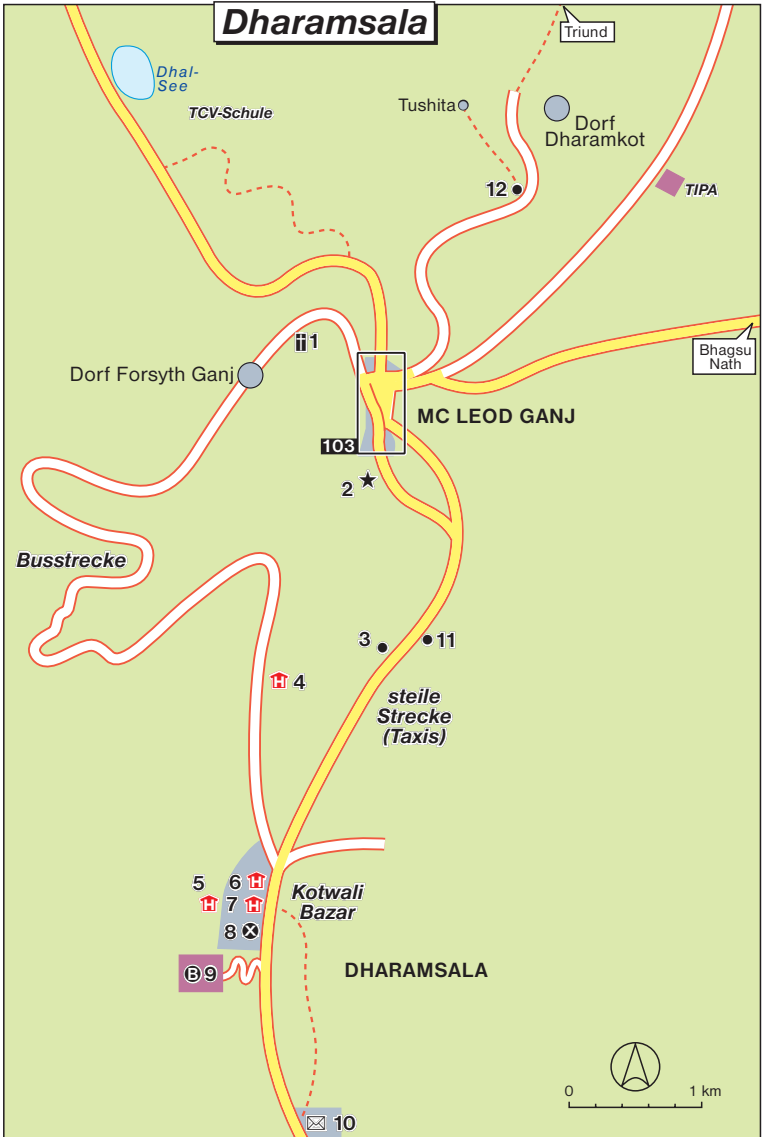 Dharamsala
Triund
Dhal-
See
TCV-Schule
Tushita
Dorf
Dharamkot
12
TIPA
1
Bhagsu
Nath
Dorf Forsyth Ganj
MC LEOD GANJ
103
2
Busstrecke
3
11
H 4
steile
Strecke
(Taxis)
5
6 H
H
7 H
Kotwali
Bazar
8
B 9
DHARAMSALA
0
1 km
10